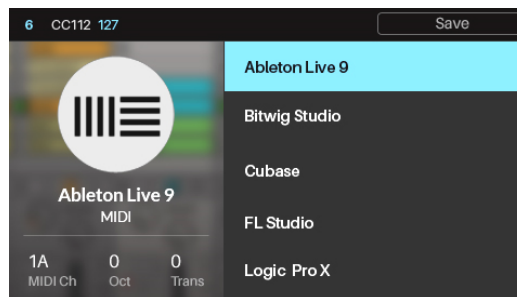 6 CC112 127 Save
Ableton Live 9
Bitwig Studio
Cubase
FL Studio
Logic Pro X
Ableton Live 9
MIDI
1A 0 0
MIDI Ch Oct Trans